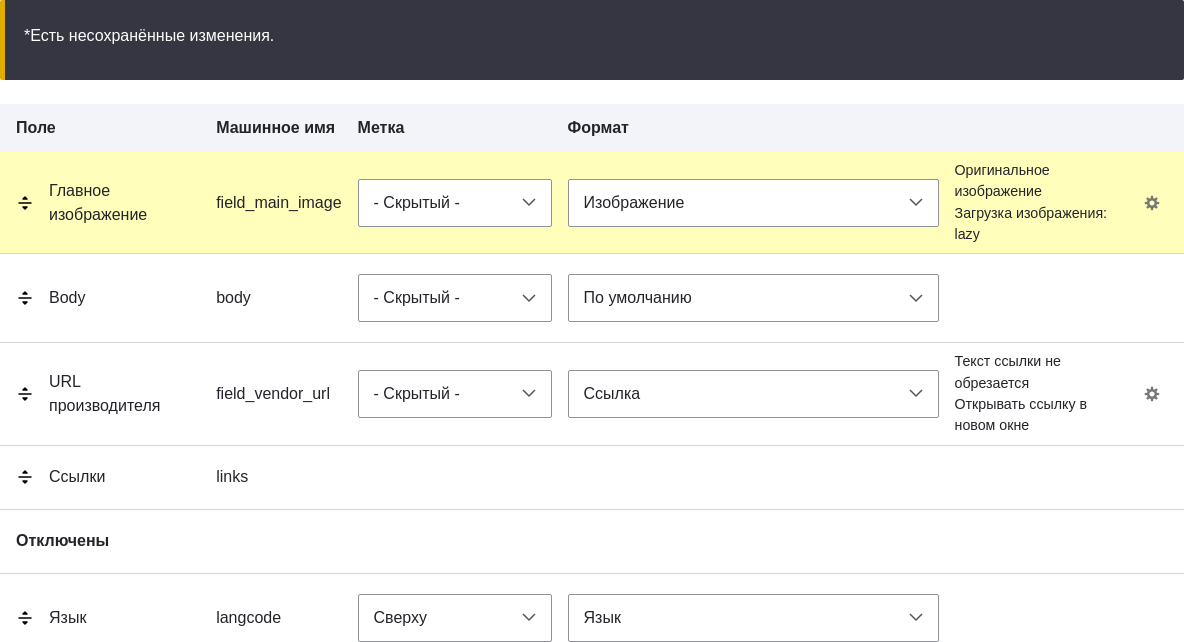 *Есть несохранённые изменения.
Поле Машинное имя Метка Формат
Главное изображение field_main_image - Скрытый - Изображение
Оригинальное
изображение
Загрузка изображения:
lazy
Body body - Скрытый - По умолчанию
URL производителя field_vendor_url - Скрытый - Ссылка
Текст ссылки не
обрезается
Открывать ссылку в
новом окне
Ссылки links
Отключены
Язык langcode Сверху Язык